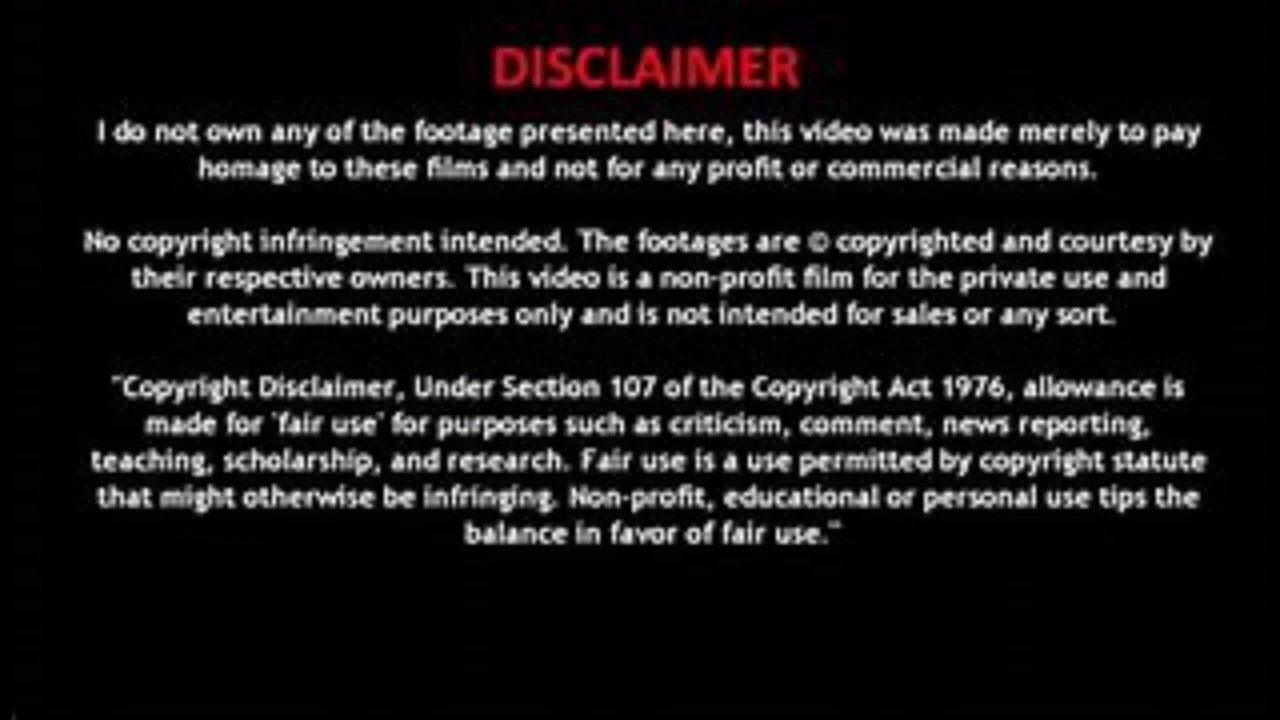 DISCLAIMER
I do not own any of the footage presented here, this video was made merely to pay
homage to these films and not for any profit or commercial reasons.
No copyright infringement intended. The footages are © copyrighted and courtesy by
their respective owners. This video is a non-profit film for the private use and
entertainment purposes only and is not intended for sales or any sort.
"Copyright Disclaimer, Under Section 107 of the Copyright Act 1976, allowance is
made for 'fair use' for purposes such as criticism, comment, news reporting,
teaching, scholarship, and research. Fair use is a use permitted by copyright statute
that might otherwise be infringing. Non-profit, educational or personal use tips the
balance in favor of fair use."